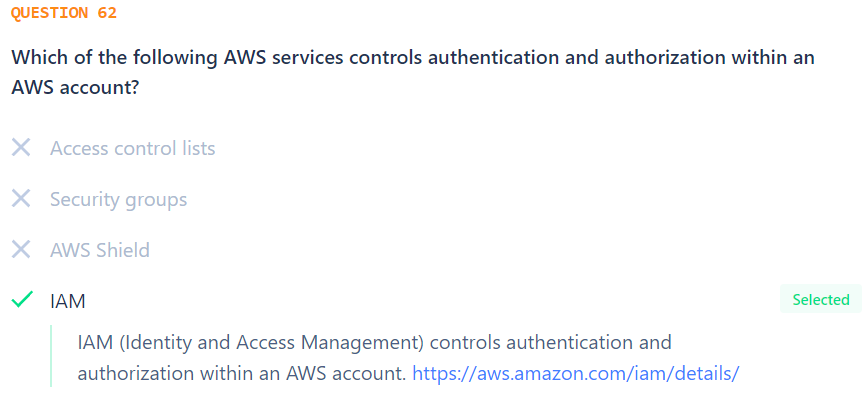 QUESTION 62
Which of the following AWS services controls authentication and authorization within an
AWS account?
Access control lists
Security groups
AWS Shield
IAM
Selected
IAM (Identity and Access Management) controls authentication and
authorization within an AWS account. https://aws.amazon.com/iam/details/